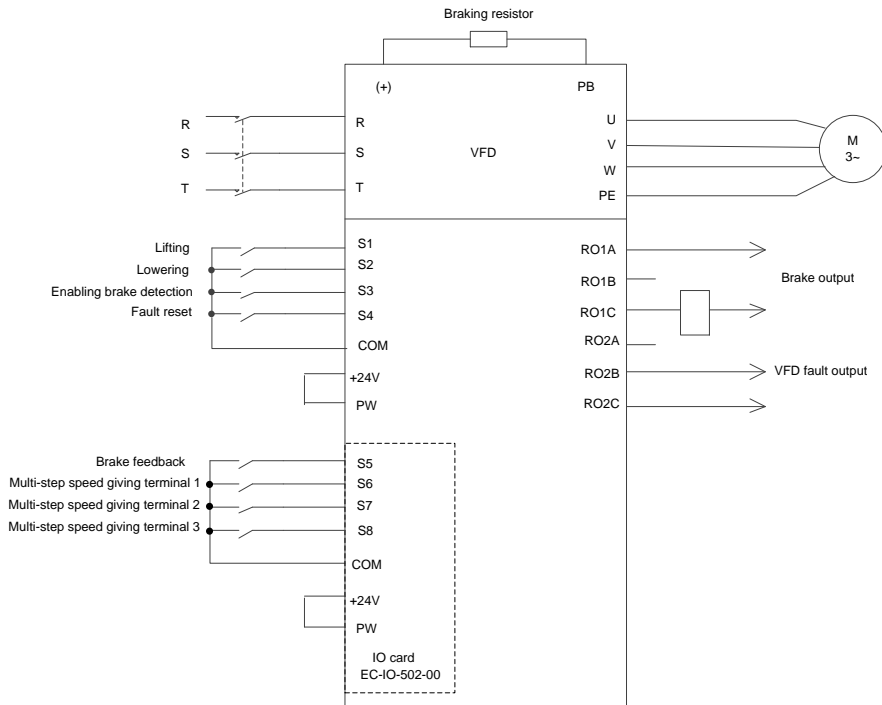 Braking resistor
(+)
PB
R
R
U
V
M
3~
S
S
VFD
W
T
T
PE
Lifting
S1
RO1A
Lowering
S2
RO1B
Brake output
Enabling brake detection
S3
Fault reset
S4
RO1C
COM
RO2A
+24V
RO2B
VFD fault output
PW
RO2C
Brake feedback
S5
Multi-step speed giving terminal 1
S6
Multi-step speed giving terminal 2
S7
Multi-step speed giving terminal 3
S8
COM
+24V
PW
IO card
EC-IO-502-00